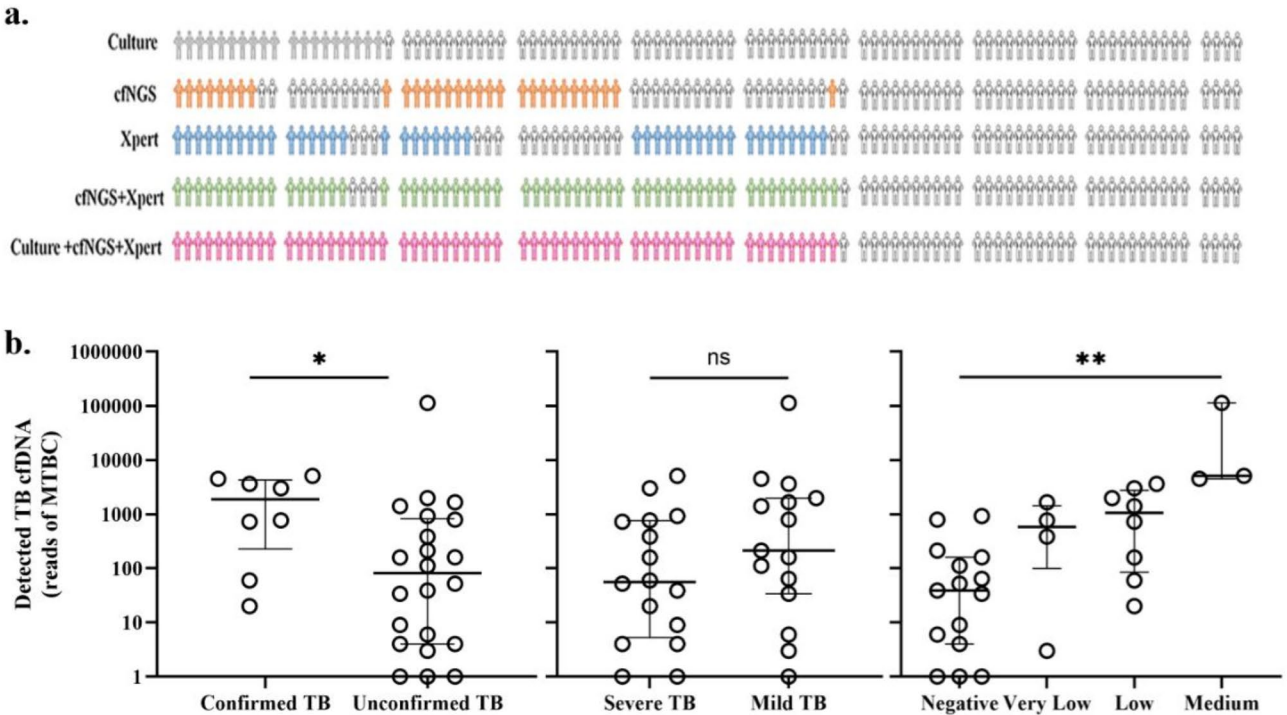 a.
Culture
cfNGS
Xpert
cfNGS+Xpert
Culture +cfNGS+Xpert
b.
Detected TB cfDNA
(reads of MTBC)
1000000
100000
10000
1000
100
10
1
*
ns
**
Confirmed TB Unconfirmed TB Severe TB Mild TB Negative Very Low Low Medium